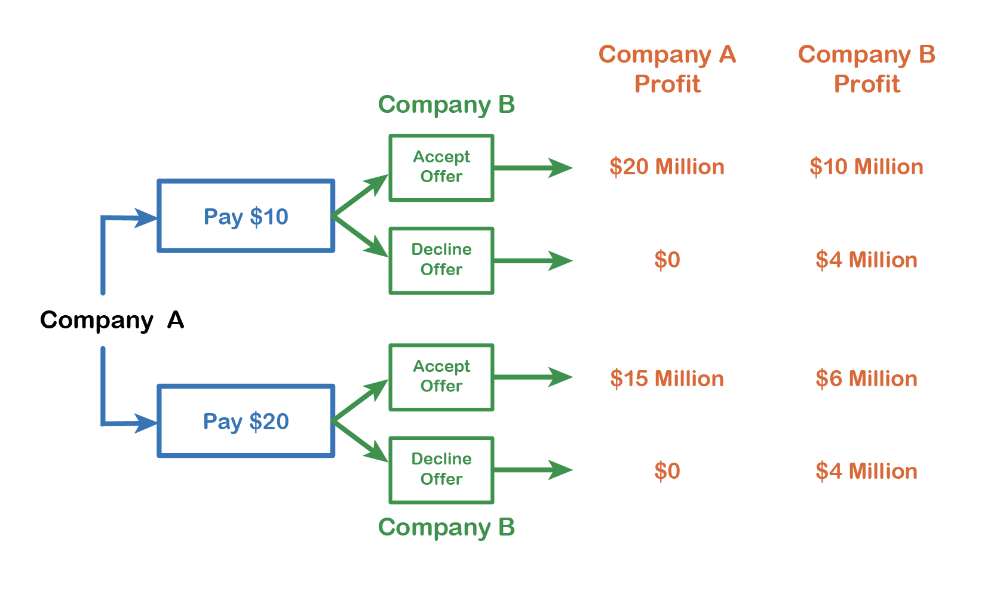 Company A
Profit
Company B
Profit
Company B
Accept
Offer
$20 Million
$10 Million
Pay $10
Decline
Offer
$0
$4 Million
Company A
Accept
Offer
$15 Million
$6 Million
Pay $20
Decline
Offer
$0
$4 Million
Company B